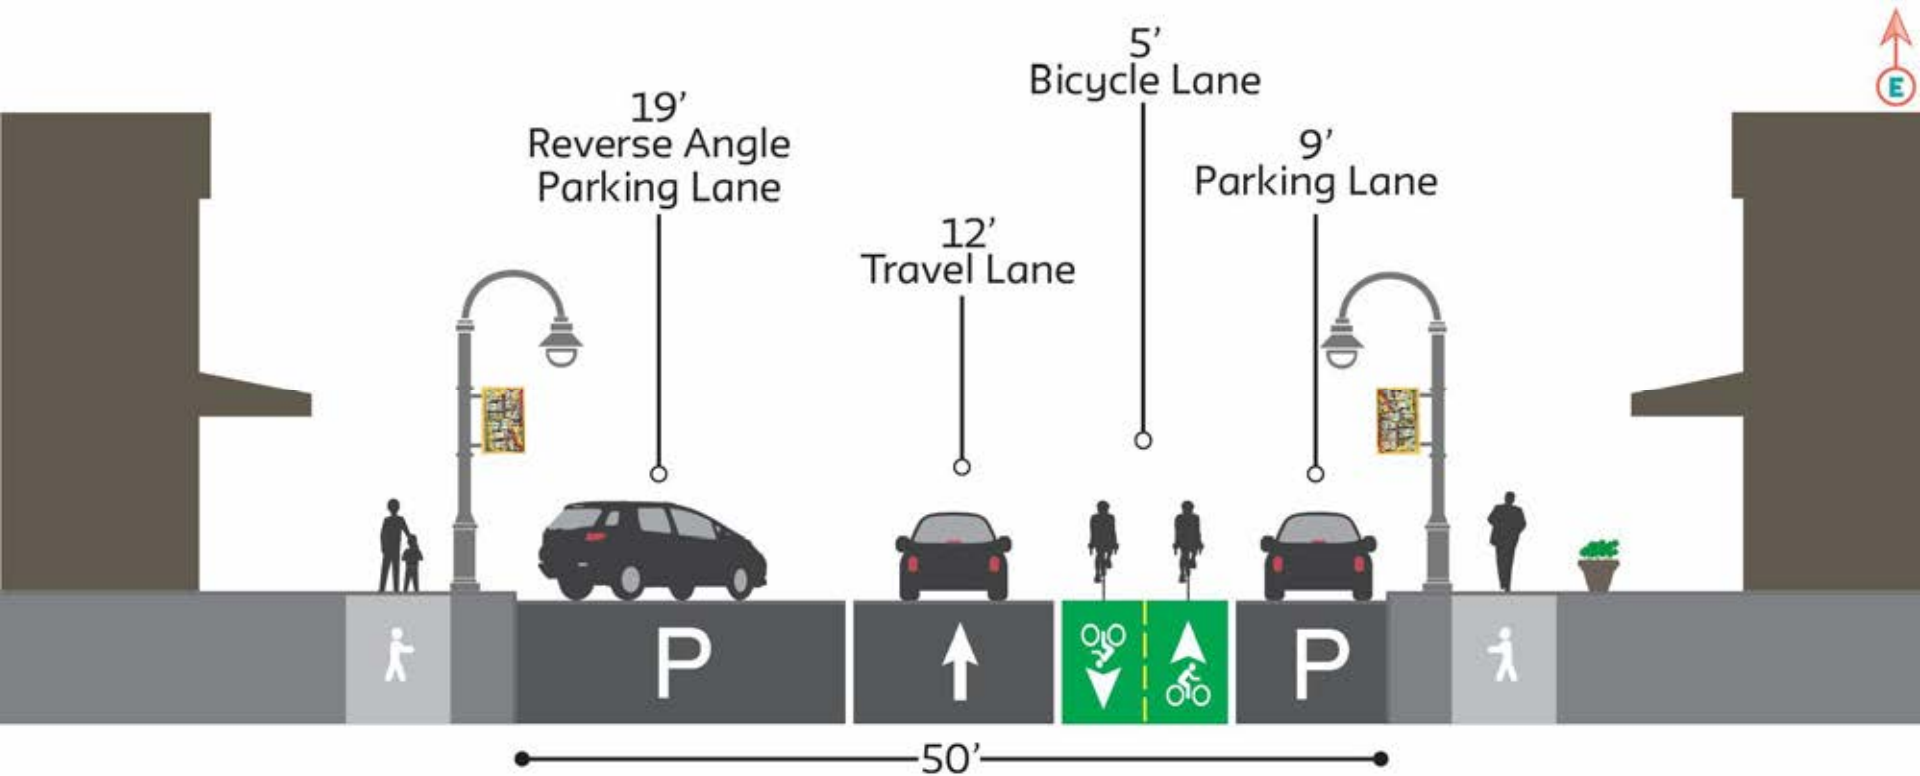 5’
Bicycle Lane
E
19’
Reverse Angle
Parking Lane
9’
Parking Lane
12’
Travel Lane
P
P
50’